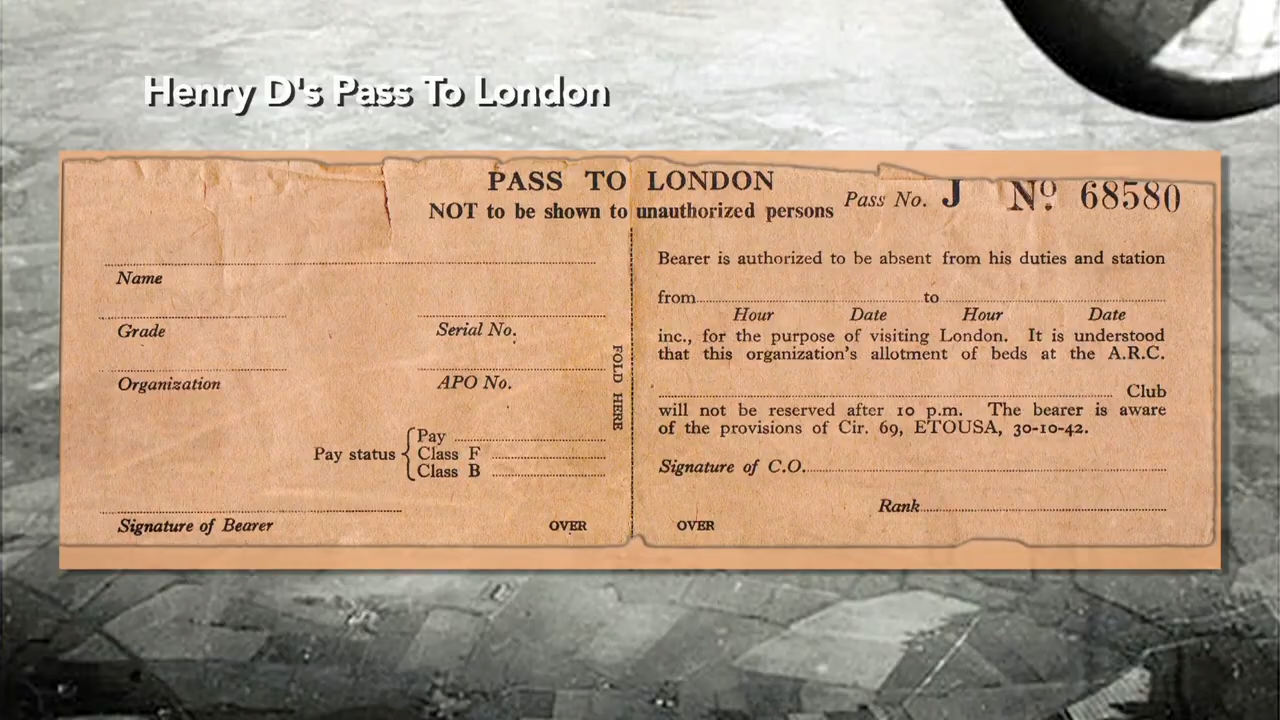 Henry D's Pass To London
PASS TO LONDON
NOT to be shown to unauthorized persons
Pass No. J Nº 68580
Name
Grade
Serial No.
Organization
APO No.
Pay status { Pay
Class F
Class B
Signature of Bearer
OVER
FOLD HERE
Bearer is authorized to be absent from his duties and station
from to
Hour Date Hour Date
inc., for the purpose of visiting London. It is understood
that this organization's allotment of beds at the A.R.C.
Club
will not be reserved after 10 p.m. The bearer is aware
of the provisions of Cir. 69, ETOUSA, 30-10-42.
Signature of C.O.
Rank
OVER